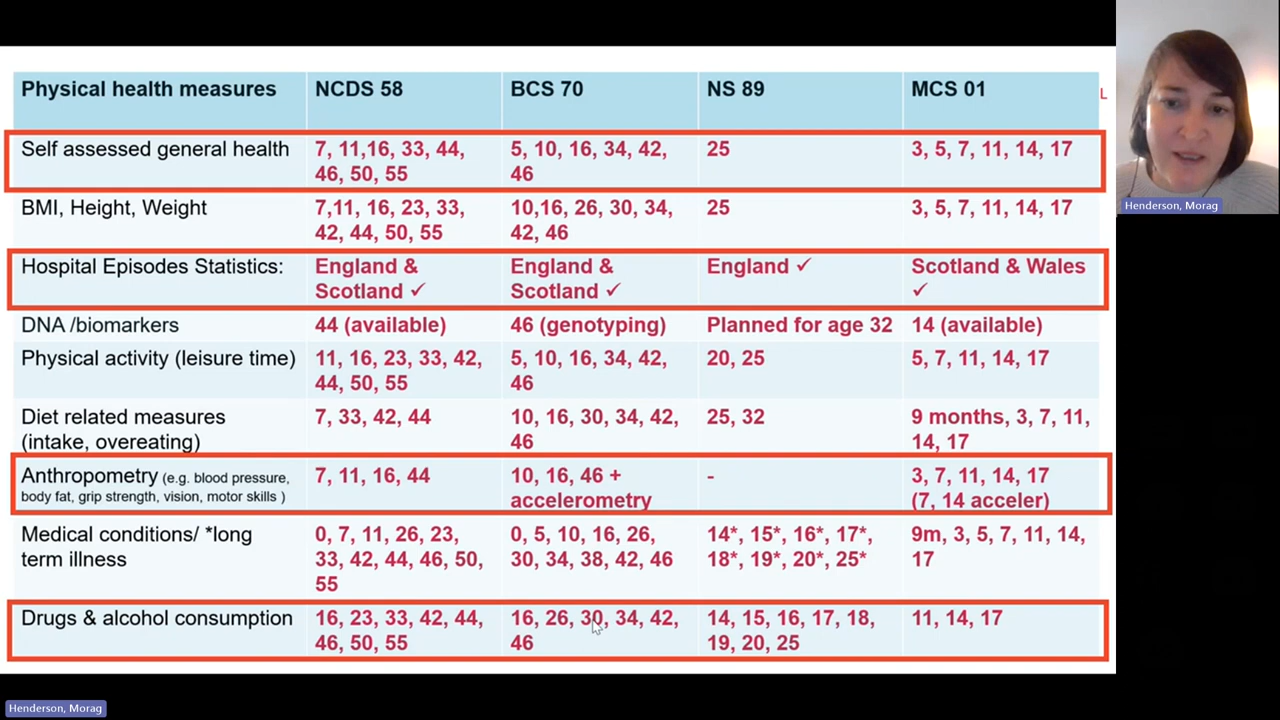 Physical health measures NCDS 58 BCS 70 NS 89 MCS 01
L
Self assessed general health 7, 11,16, 33, 44, 5, 10, 16, 34, 42, 25 3, 5, 7, 11, 14, 17
46, 50, 55 46
BMI, Height, Weight 7,11, 16, 23, 33, 10,16, 26, 30, 34, 25 3, 5, 7, 11, 14, 17
42, 44, 50, 55 42, 46
Hospital Episodes Statistics: England & England & England ✓ Scotland & Wales
Scotland ✓ Scotland ✓ ✓
DNA /biomarkers 44 (available) 46 (genotyping) Planned for age 32 14 (available)
Physical activity (leisure time) 11, 16, 23, 33, 42, 5, 10, 16, 34, 42, 20, 25 5, 7, 11, 14, 17
44, 50, 55 46
Diet related measures 7, 33, 42, 44 10, 16, 30, 34, 42, 25, 32 9 months, 3, 7, 11,
(intake, overeating) 46 14, 17
Anthropometry (e.g. blood pressure, 7, 11, 16, 44 10, 16, 46 + - 3, 7, 11, 14, 17
body fat, grip strength, vision, motor skills ) accelerometry (7, 14 acceler)
Medical conditions/ *long 0, 7, 11, 26, 23, 0, 5, 10, 16, 26, 14*, 15*, 16*, 17*, 9m, 3, 5, 7, 11, 14,
term illness 33, 42, 44, 46, 50, 30, 34, 38, 42, 46 18*, 19*, 20*, 25* 17
55
Drugs & alcohol consumption 16, 23, 33, 42, 44, 16, 26, 30, 34, 42, 14, 15, 16, 17, 18, 11, 14, 17
46, 50, 55 46 19, 20, 25
Henderson, Morag
Henderson, Morag